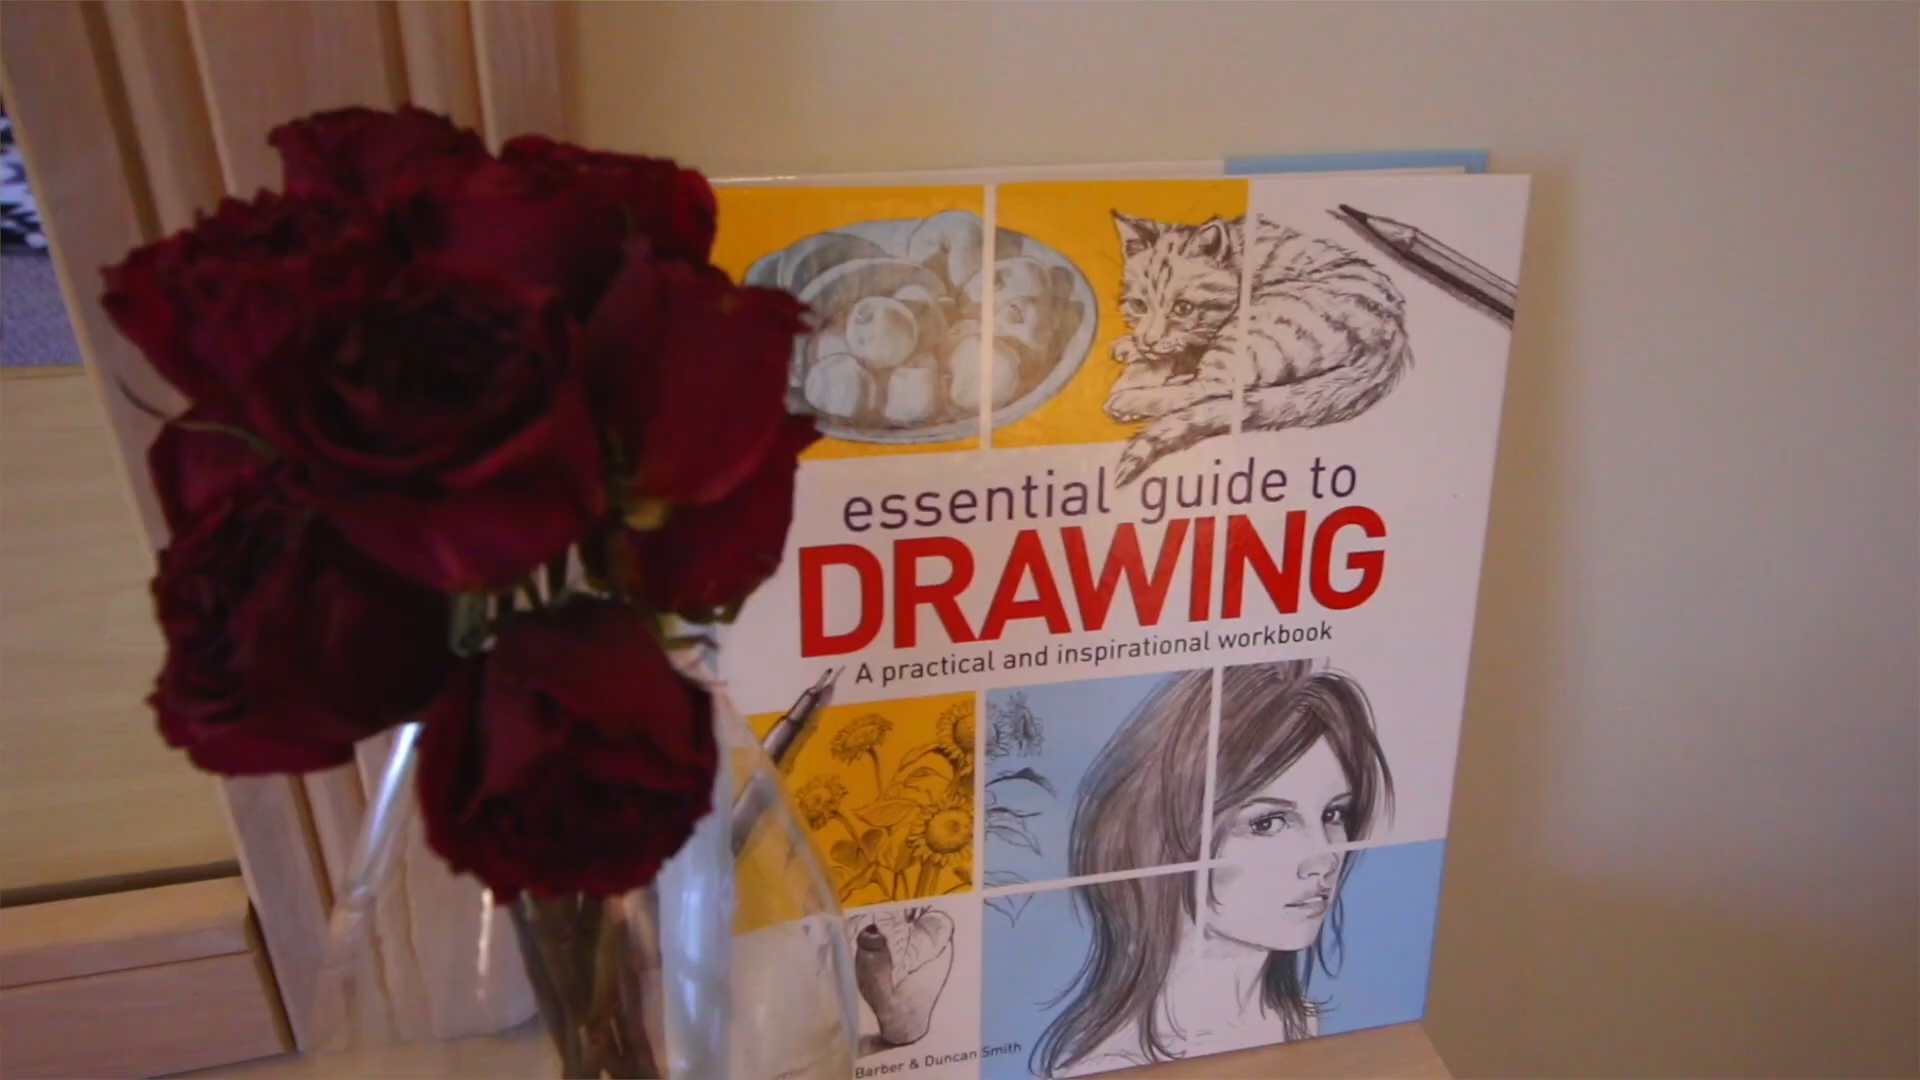 essential guide to
DRAWING
A practical and inspirational workbook
Barber & Duncan Smith